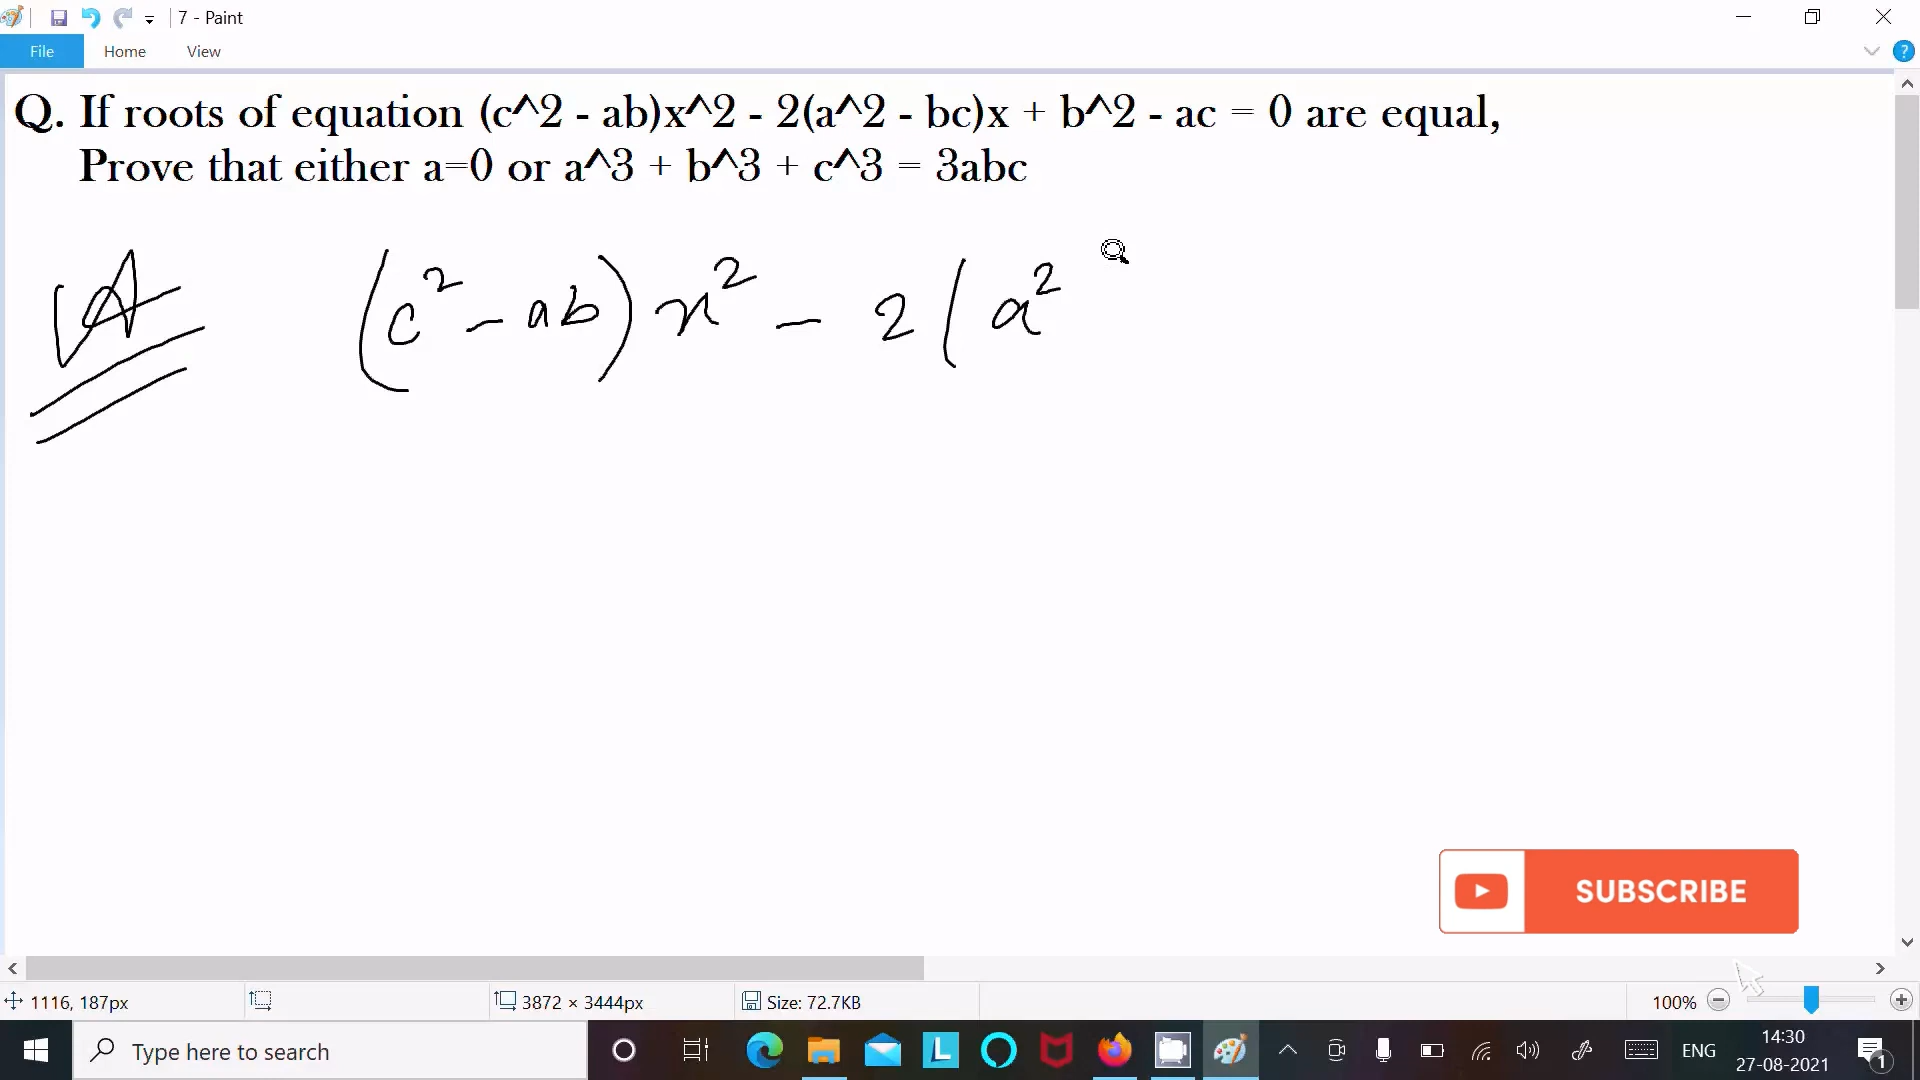 7 - Paint
File Home View
Q. If roots of equation (c^2 - ab)x^2 - 2(a^2 - bc)x + b^2 - ac = 0 are equal,
Prove that either a=0 or a^3 + b^3 + c^3 = 3abc
(c² - ab) x² - 2 ( a²
SUBSCRIBE
1116, 187px 3872 × 3444px Size: 72.7KB 100%
Type here to search
L
ENG
14:30
27-08-2021
1